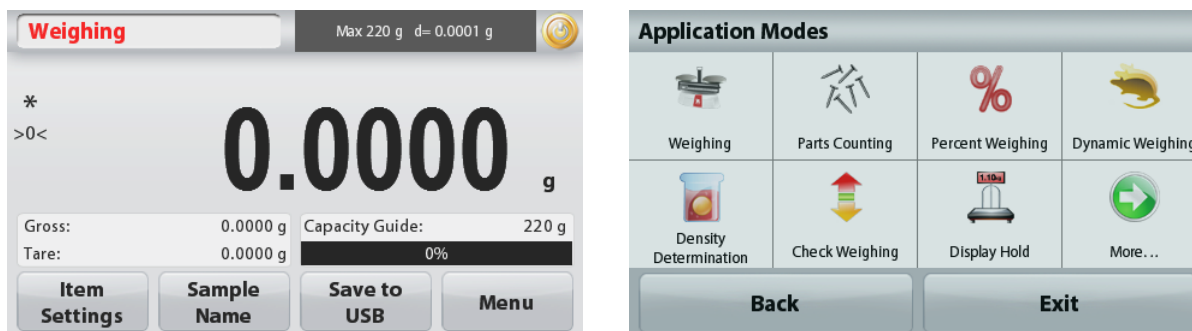 Weighing
Max 220 g d= 0.0001 g
*
>0<
0.0000 g
Gross: 0.0000 g
Tare: 0.0000 g
Capacity Guide: 220 g
0%
Item
Settings
Sample
Name
Save to
USB
Menu
Application Modes
Weighing
Parts Counting
Percent Weighing
Dynamic Weighing
1.10kg
Density
Determination
Check Weighing
Display Hold
More...
Back
Exit